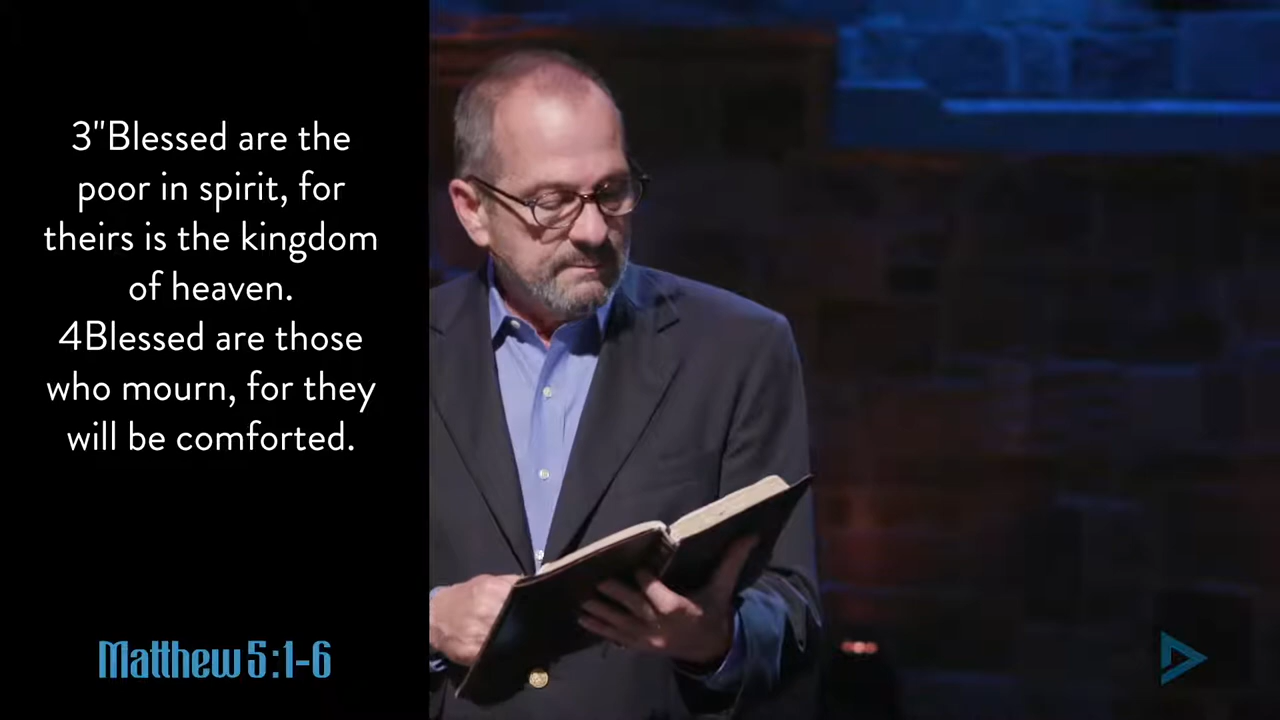 3"Blessed are the
poor in spirit, for
theirs is the kingdom
of heaven.
4Blessed are those
who mourn, for they
will be comforted.
Matthew 5:1-6